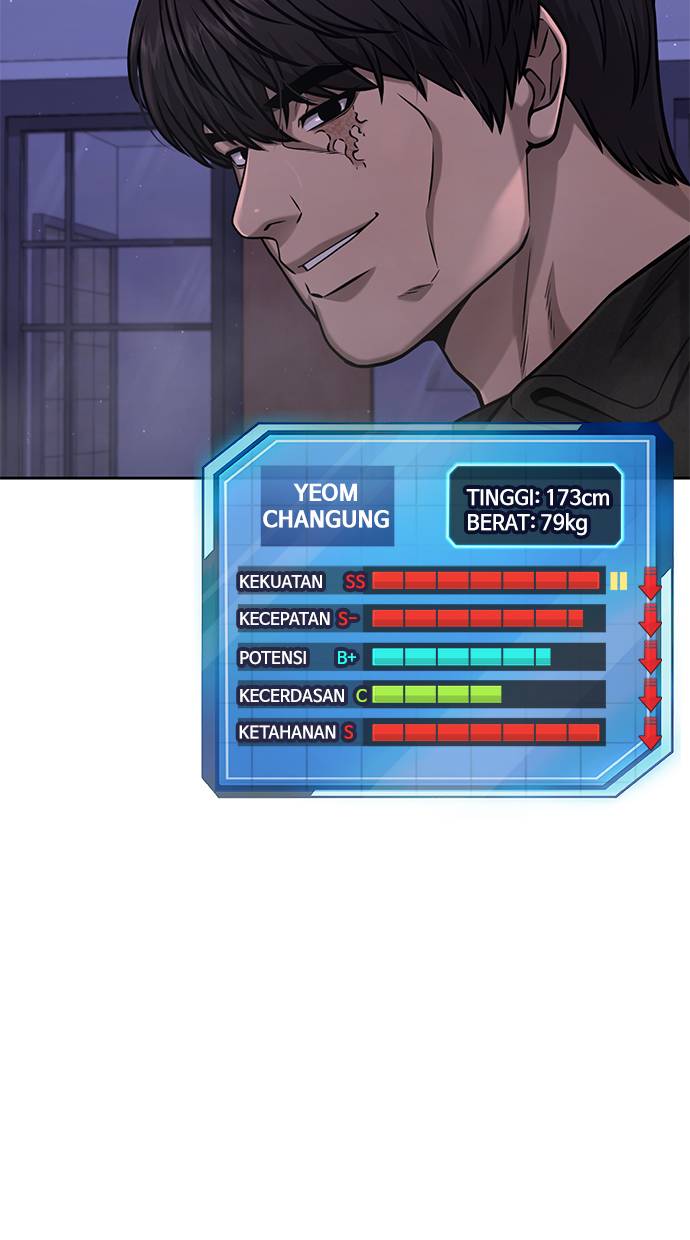 YEOM
CHANGUNG
TINGGI: 173cm
BERAT: 79kg
KEKUATAN SS
KECEPATAN S-
POTENSI B+
KECERDASAN C
KETAHANAN S